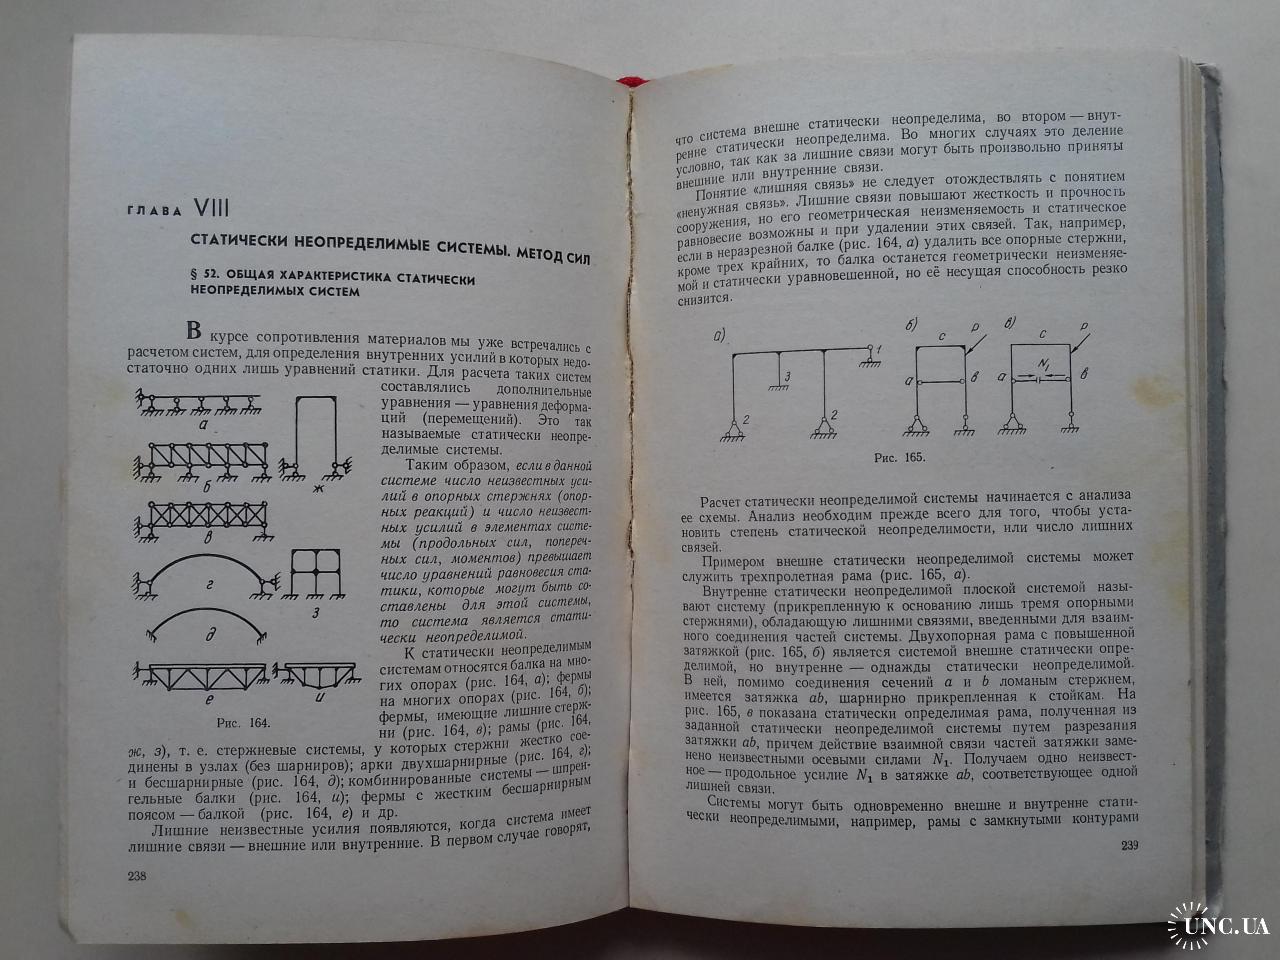 ГЛАВА VIII
СТАТИЧЕСКИ НЕОПРЕДЕЛИМЫЕ СИСТЕМЫ. МЕТОД СИЛ
§ 52. ОБЩАЯ ХАРАКТЕРИСТИКА СТАТИЧЕСКИ
НЕОПРЕДЕЛИМЫХ СИСТЕМ
В курсе сопротивления материалов мы уже встречались с
расчетом систем, для определения внутренних усилий в которых недо-
статочно одних лишь уравнений статики. Для расчета таких систем
составлялись дополнительные
уравнения — уравнения деформа-
ций (перемещений). Это так
называемые статически неопре-
делимые системы.
Таким образом, если в данной
системе число неизвестных уси-
лий в опорных стержнях (опор-
ных реакций) и число неизвест-
ных усилий в элементах систе-
мы (продольных сил, попереч-
ных сил, моментов) превышает
число уравнений равновесия ста-
тики, которые могут быть со-
ставлены для этой системы,
то система является стати-
чески неопределимой.
К статически неопределимым
системам относятся балка на мно-
гих опорах (рис. 164, а); фермы
на многих опорах (рис. 164, б);
фермы, имеющие лишние стерж-
ни (рис. 164, в); рамы (рис. 164,
а
б
ж
в
г
з
д
е
и
Рис. 164.
ж, з), т. е. стержневые системы, у которых стержни жестко сое-
динены в узлах (без шарниров); арки двухшарнирные (рис. 164, г);
и бесшарнирные (рис. 164, д); комбинированные системы — шпрен-
гельные балки (рис. 164, и); фермы с жестким бесшарнирным
поясом — балкой (рис. 164, е) и др.
Лишние неизвестные усилия появляются, когда система имеет
лишние связи — внешние или внутренние. В первом случае говорят,
238
что система внешне статически неопределима, во втором — внут-
ренне статически неопределима. Во многих случаях это деление
условно, так как за лишние связи могут быть произвольно приняты
внешние или внутренние связи.
Понятие «лишняя связь» не следует отождествлять с понятием
«ненужная связь». Лишние связи повышают жесткость и прочность
сооружения, но его геометрическая неизменяемость и статическое
равновесие возможны и при удалении этих связей. Так, например,
если в неразрезной балке (рис. 164, а) удалить все опорные стержни,
кроме трех крайних, то балка останется геометрически неизменяе-
мой и статически уравновешенной, но её несущая способность резко
снизится.
а)
б)
в)
1
3
2
2
c
P
a
в
c
P
N1
a
в
Рис. 165.
Расчет статически неопределимой системы начинается с анализа
ее схемы. Анализ необходим прежде всего для того, чтобы уста-
новить степень статической неопределимости, или число лишних
связей.
Примером внешне статически неопределимой системы может
служить трехпролетная рама (рис. 165, а).
Внутренне статически неопределимой плоской системой назы-
вают систему (прикрепленную к основанию лишь тремя опорными
стержнями), обладающую лишними связями, введенными для взаим-
ного соединения частей системы. Двухопорная рама с повышенной
затяжкой (рис. 165, б) является системой внешне статически опре-
делимой, но внутренне — однажды статически неопределимой.
В ней, помимо соединения сечений a и b ломаным стержнем,
имеется затяжка ab, шарнирно прикрепленная к стойкам. На
рис. 165, в показана статически определимая рама, полученная из
заданной статически неопределимой системы путем разрезания
затяжки ab, причем действие взаимной связи частей затяжки заме-
нено неизвестными осевыми силами N1. Получаем одно неизвест-
ное — продольное усилие N1 в затяжке ab, соответствующее одной
лишней связи.
Системы могут быть одновременно внешне и внутренне стати-
чески неопределимыми, например, рамы с замкнутыми контурами
239
UNC.UA